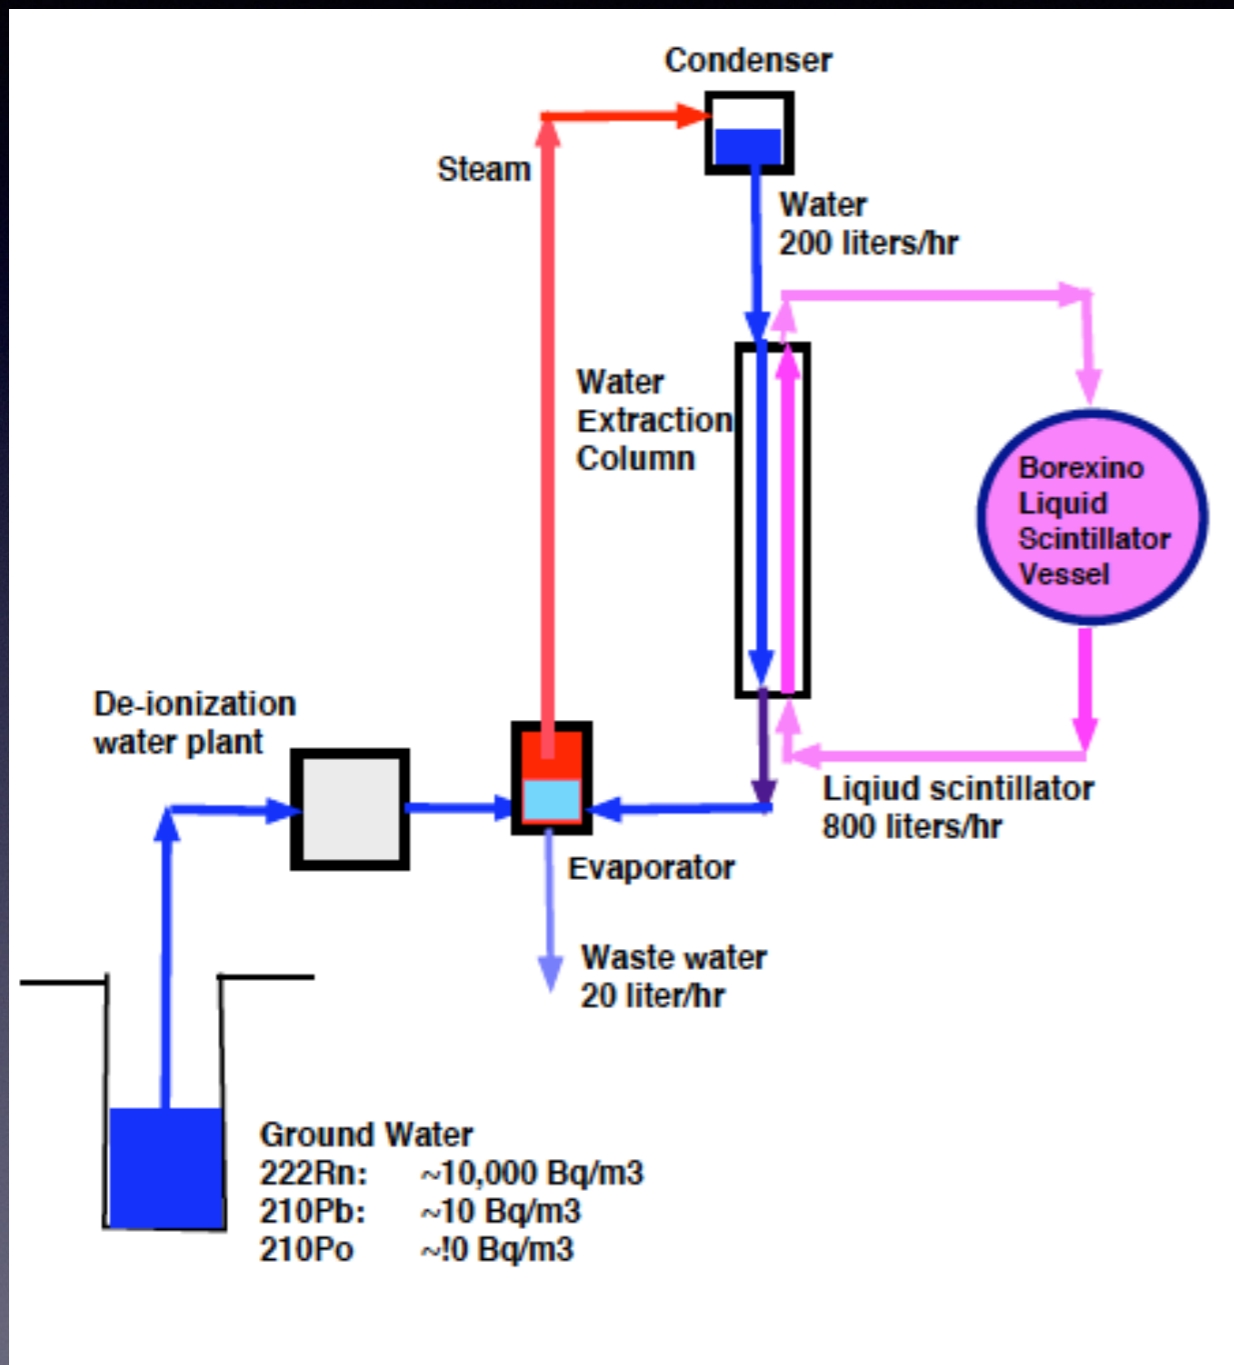 Condenser
Steam
Water
200 liters/hr
Water
Extraction
Column
Borexino
Liquid
Scintillator
Vessel
De-ionization
water plant
Liqiud scintillator
800 liters/hr
Evaporator
Waste water
20 liter/hr
Ground Water
222Rn: ~10,000 Bq/m3
210Pb: ~10 Bq/m3
210Po ~!0 Bq/m3